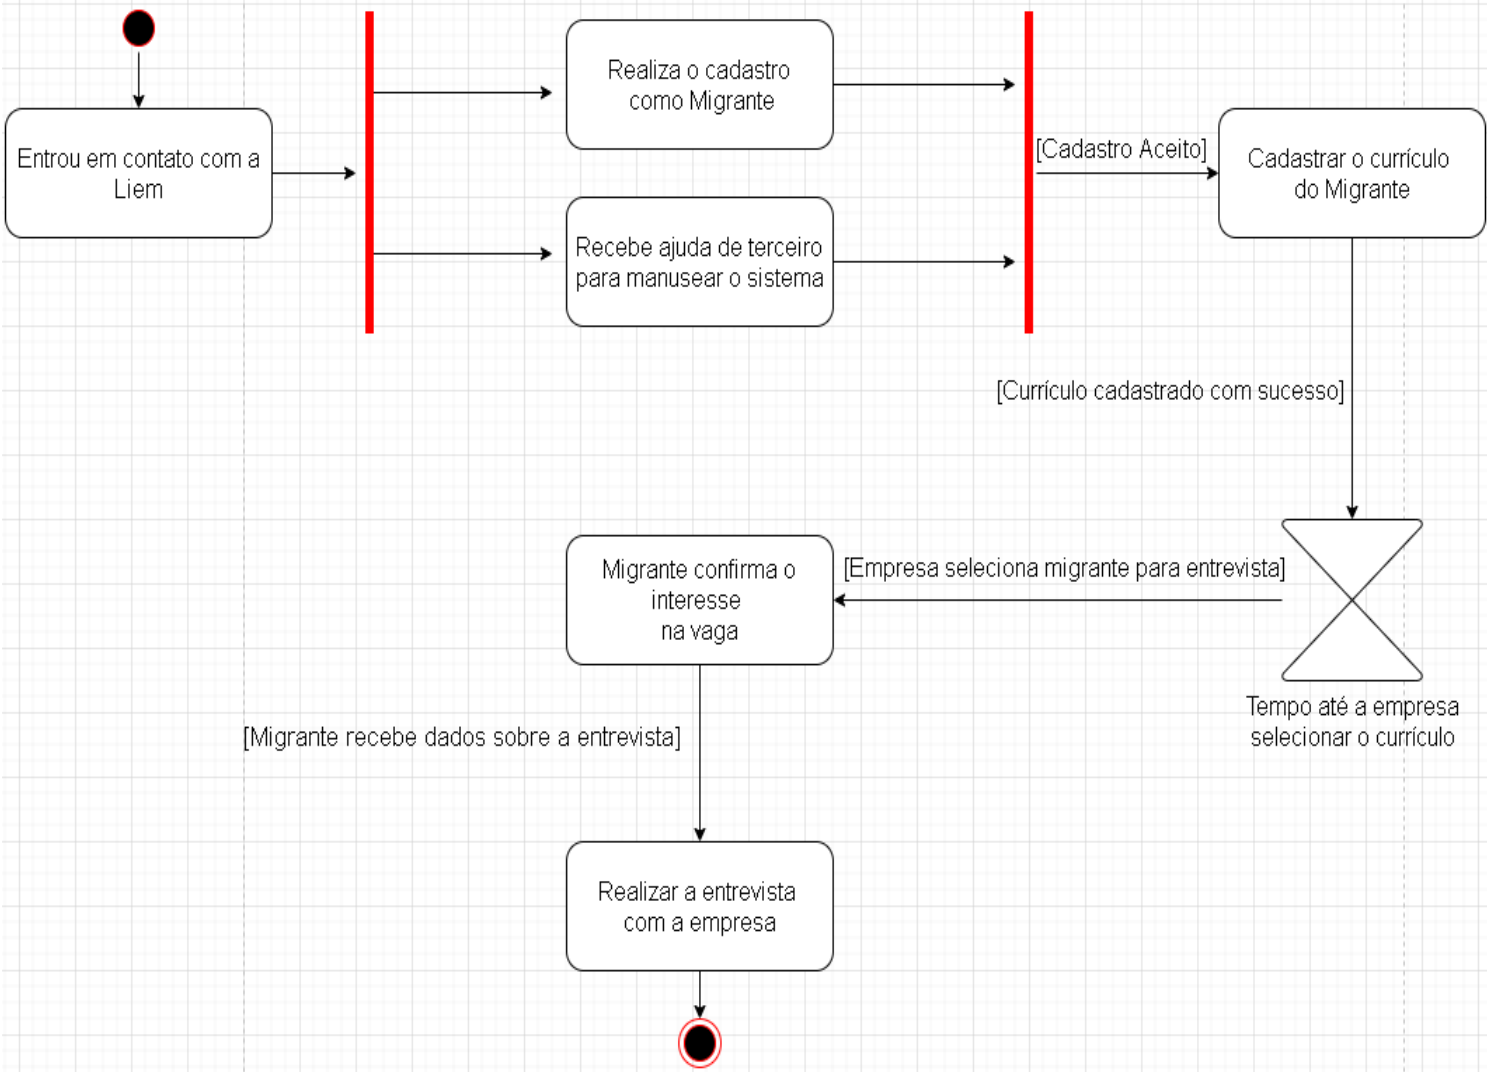 Realiza o cadastro
como Migrante
Entrou em contato com a
Liem
[Cadastro Aceito]
Cadastrar o currículo
do Migrante
Recebe ajuda de terceiro
para manusear o sistema
[Currículo cadastrado com sucesso]
Migrante confirma o
interesse
na vaga
[Empresa seleciona migrante para entrevista]
Tempo até a empresa
selecionar o currículo
[Migrante recebe dados sobre a entrevista]
Realizar a entrevista
com a empresa